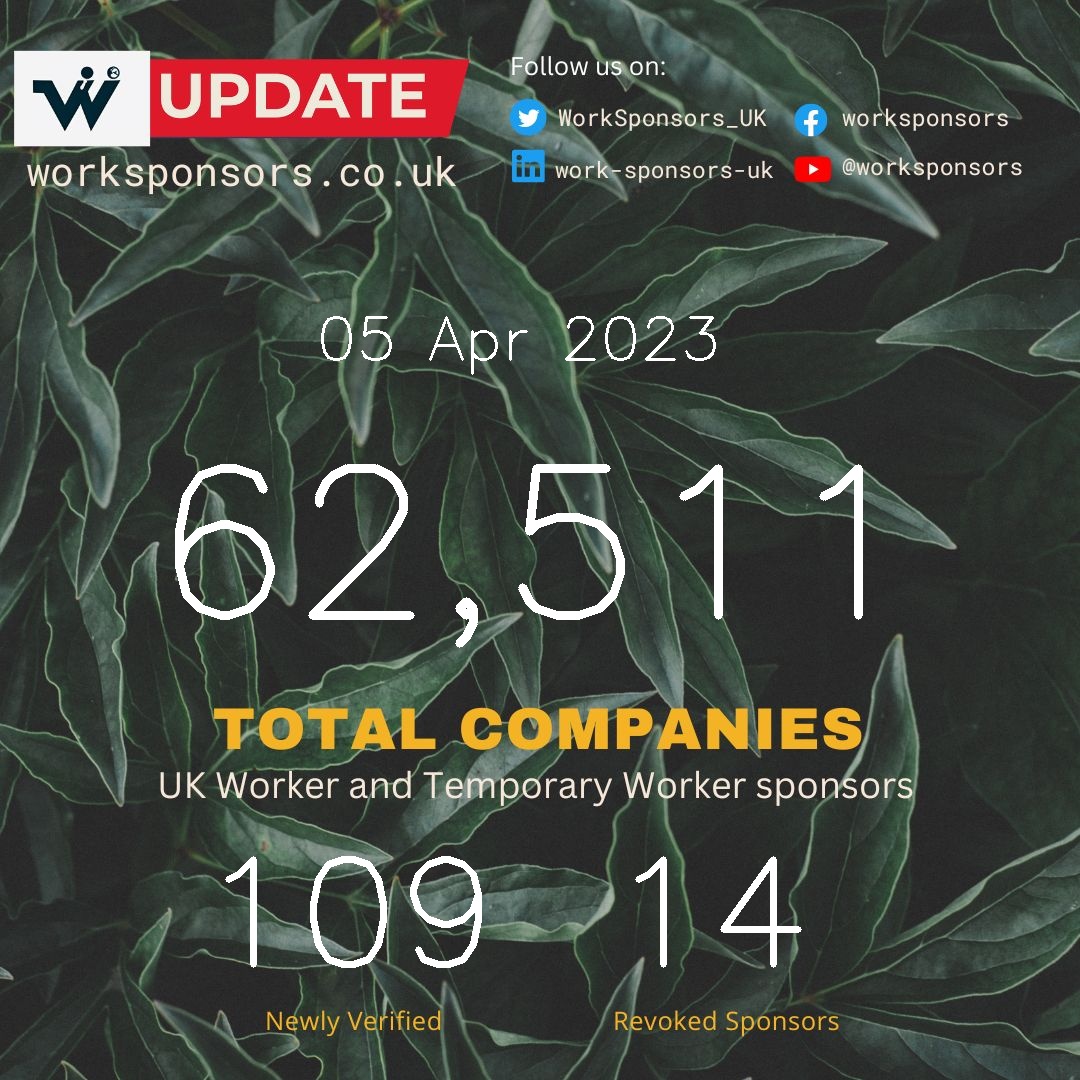 W UPDATE
worksponsors.co.uk
Follow us on:
WorkSponsors_UK
worksponsors
work-sponsors-uk
@worksponsors
05 Apr 2023
62,511
TOTAL COMPANIES
UK Worker and Temporary Worker sponsors
109
Newly Verified
14
Revoked Sponsors